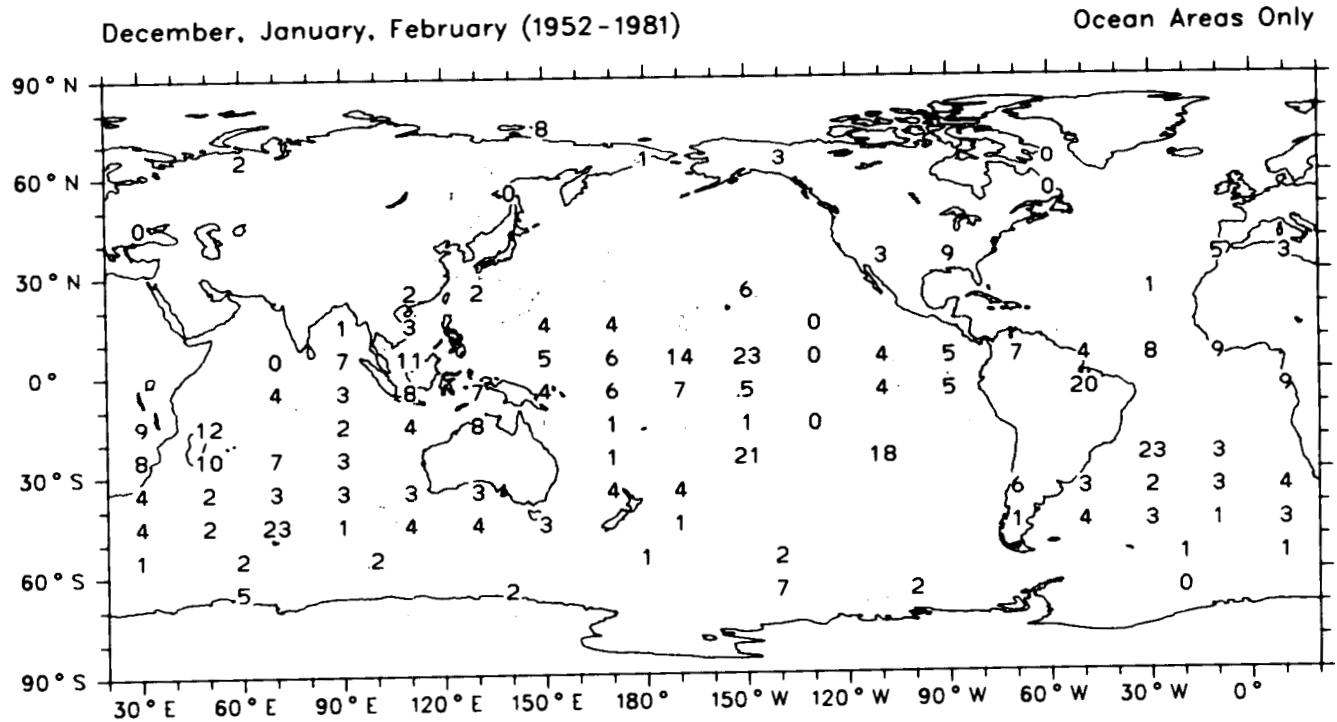 December, January, February (1952-1981)
Ocean Areas Only
90° N
8
2 1 3 0
60° N
0 0
0
3 9 5 3
30° N
2 2 6 1
1 3 4 4 0
0 7 11 5 6 14 23 0 4 5 7 4 8 9
0°
4 3 8 7 4 6 7 5 4 5 20 9
9 12 2 4 8 1 1 0
8 10 7 3 1 21 18 23 3
30° S
4 2 3 3 3 3 4 4 6 3 2 3 4
4 2 23 1 4 4 3 1 1 4 3 1 3
1 2 2 1 2 1 1
60° S
5 2 7 2 0
90° S
30° E 60° E 90° E 120° E 150° E 180° 150° W 120° W 90° W 60° W 30° W 0°